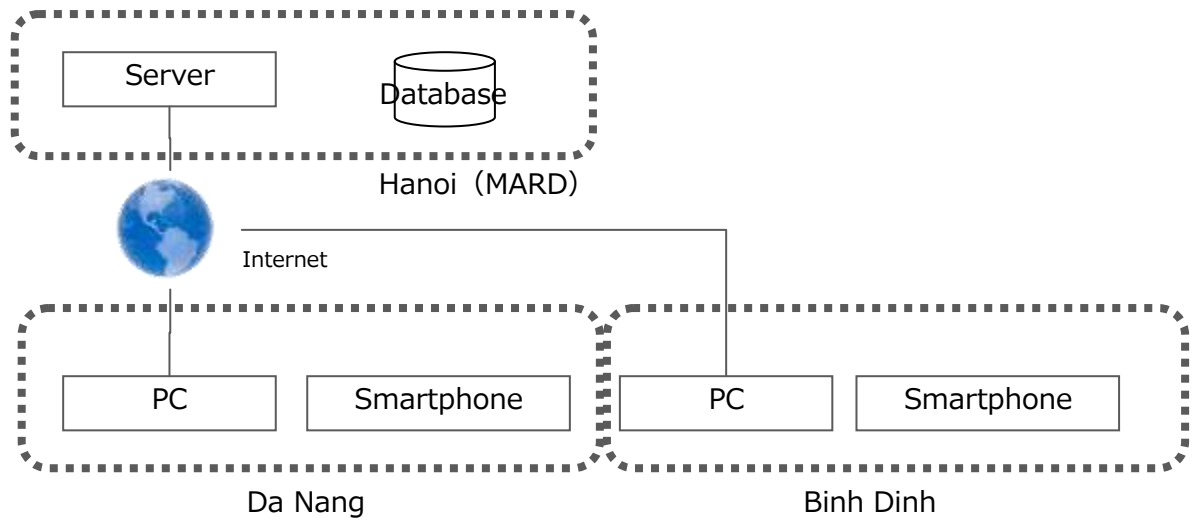 Server
Database
Hanoi（MARD）
Internet
PC
Smartphone
PC
Smartphone
Da Nang
Binh Dinh